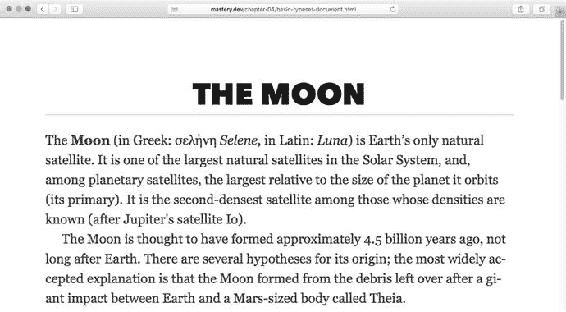 mastery.dev/chapter-04/basic-typeset-document.html
THE MOON
The Moon (in Greek: σελήνη Selene, in Latin: Luna) is Earth's only natural
satellite. It is one of the largest natural satellites in the Solar System, and,
among planetary satellites, the largest relative to the size of the planet it orbits
(its primary). It is the second-densest satellite among those whose densities are
known (after Jupiter's satellite Io).
The Moon is thought to have formed approximately 4.5 billion years ago, not
long after Earth. There are several hypotheses for its origin; the most widely ac-
cepted explanation is that the Moon formed from the debris left over after a gi-
ant impact between Earth and a Mars-sized body called Theia.